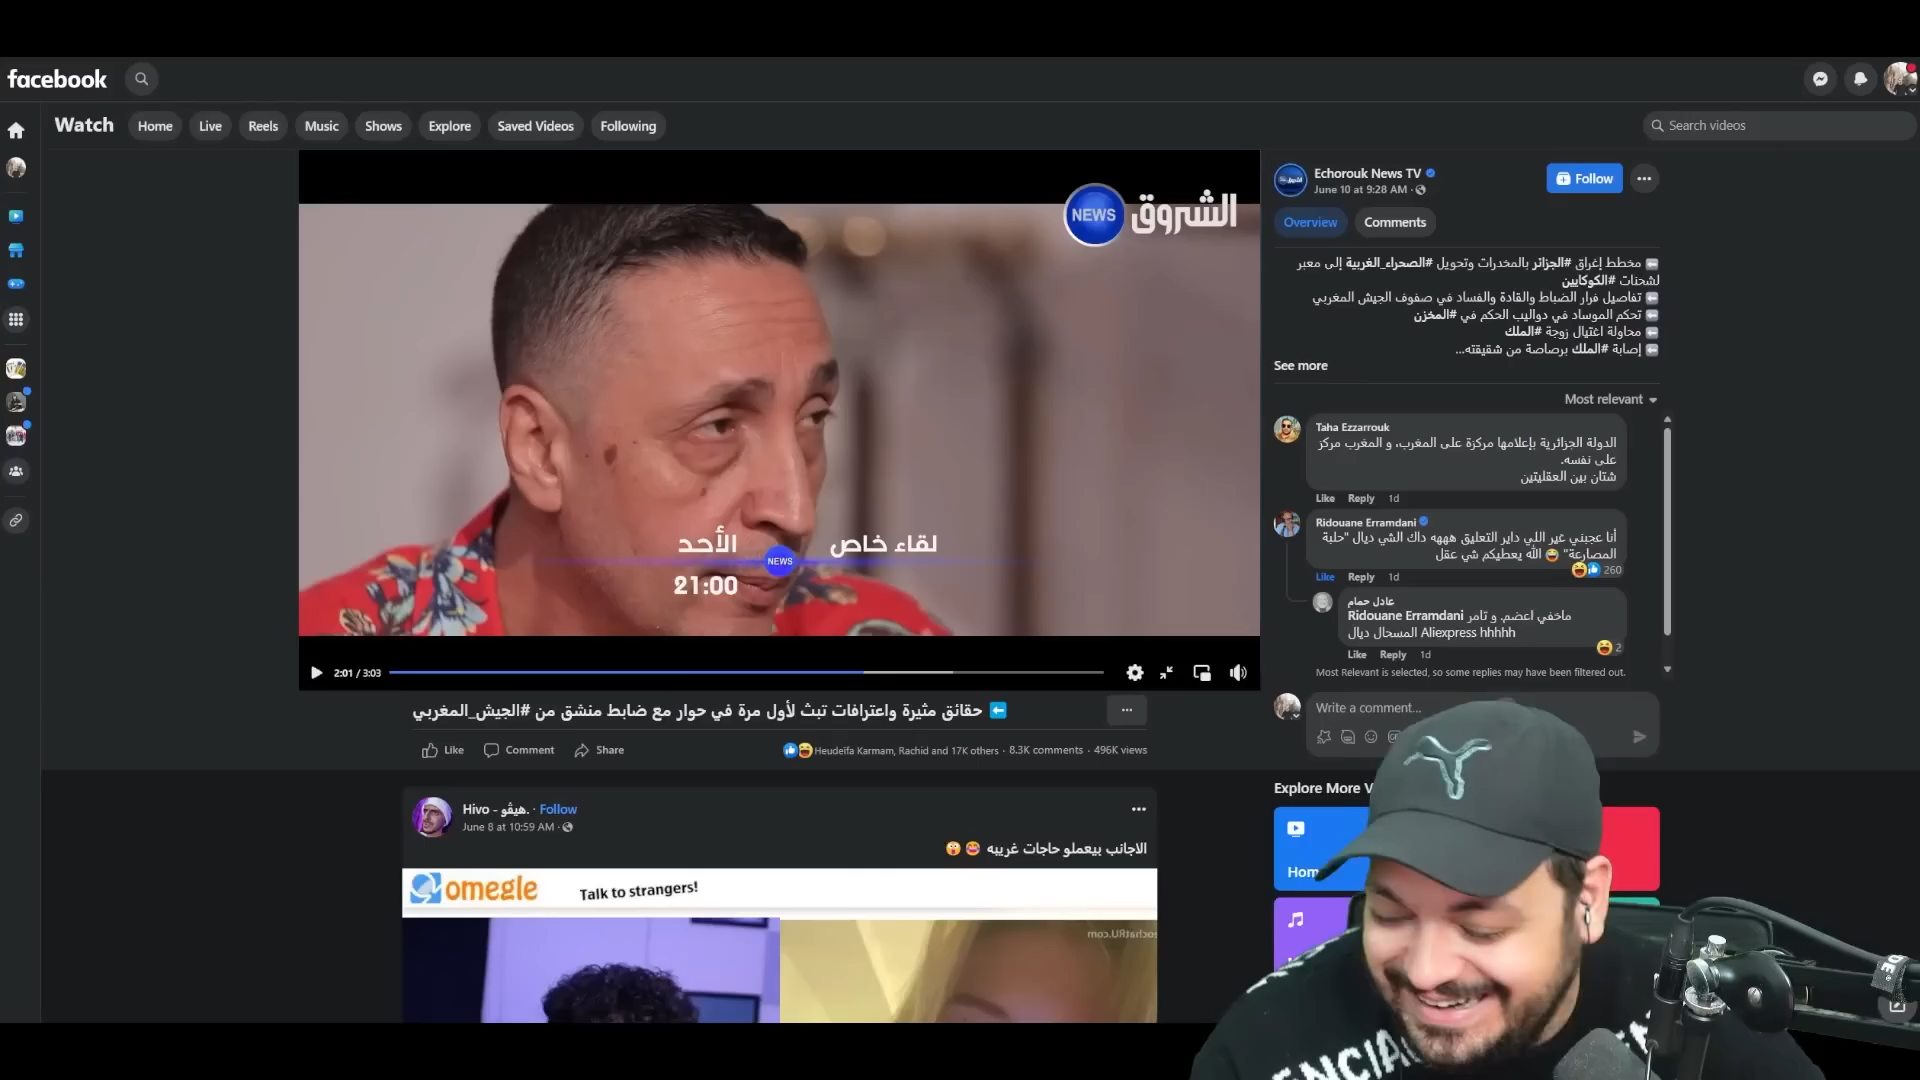 facebook
Watch
Home
Live
Reels
Music
Shows
Explore
Saved Videos
Following
Search videos
NEWS الشروق
لقاء خاص
NEWS
الأحد
21:00
2:01 / 3:03
⬅️ حقائق مثيرة واعترافات تبث لأول مرة في حوار مع ضابط منشق من #الجيش_المغربي
Like
Comment
Share
Heudeifa Karmam, Rachid and 17K others · 8.3K comments · 496K views
Hivo - هيڤو. · Follow
June 8 at 10:59 AM ·
الاجانب بيعملو حاجات غريبه
omegle
Talk to strangers!
Echorouk News TV
June 10 at 9:28 AM ·
Follow
Overview
Comments
⬅️ مخطط إغراق #الجزائر بالمخدرات وتحويل #الصحراء_الغربية إلى معبر
لشحنات #الكوكايين
⬅️ تفاصيل فرار الضباط والقادة والفساد في صفوف الجيش المغربي
⬅️ تحكم الموساد في دواليب الحكم في #المخزن
⬅️ محاولة اغتيال زوجة #الملك
⬅️ إصابة #الملك برصاصة من شقيقته...
See more
Most relevant
Taha Ezzarrouk
الدولة الجزائرية بإعلامها مركزة على المغرب، و المغرب مركز
على نفسه.
شتان بين العقليتين
Like Reply 1d
Ridouane Erramdani
أنا عجبني غير اللي داير التعليق هههه داك الشي ديال "حلبة
المصارعة" 😂 الله يعطيكم شي عقل
260
Like Reply 1d
عادل حمام
Ridouane Erramdani ماخفي اعضم. و تامر
المسحال ديال Aliexpress hhhhh
2
Like Reply 1d
Most Relevant is selected, so some replies may have been filtered out.
Write a comment...
Explore More V
Hom